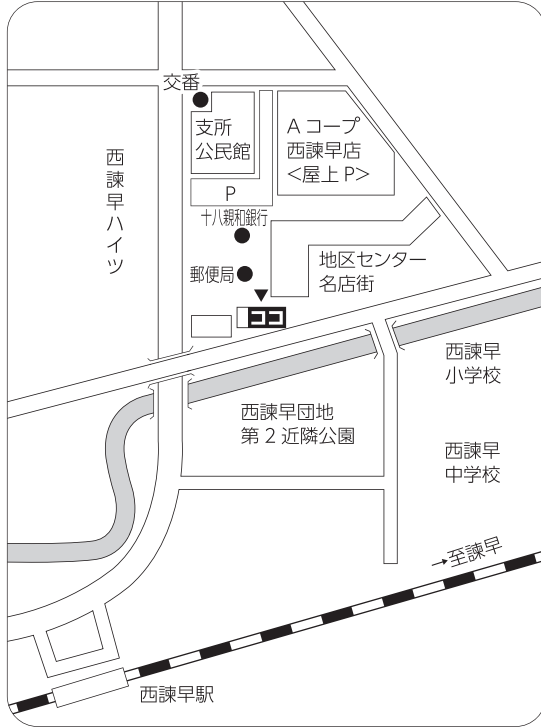 交番
支所
公民館
Aコープ
西諫早店
<屋上P>
西諫早ハイツ
P
十八親和銀行
郵便局
地区センター
名店街
ココ
西諫早
小学校
西諫早団地
第2近隣公園
西諫早
中学校
→至諫早
西諫早駅